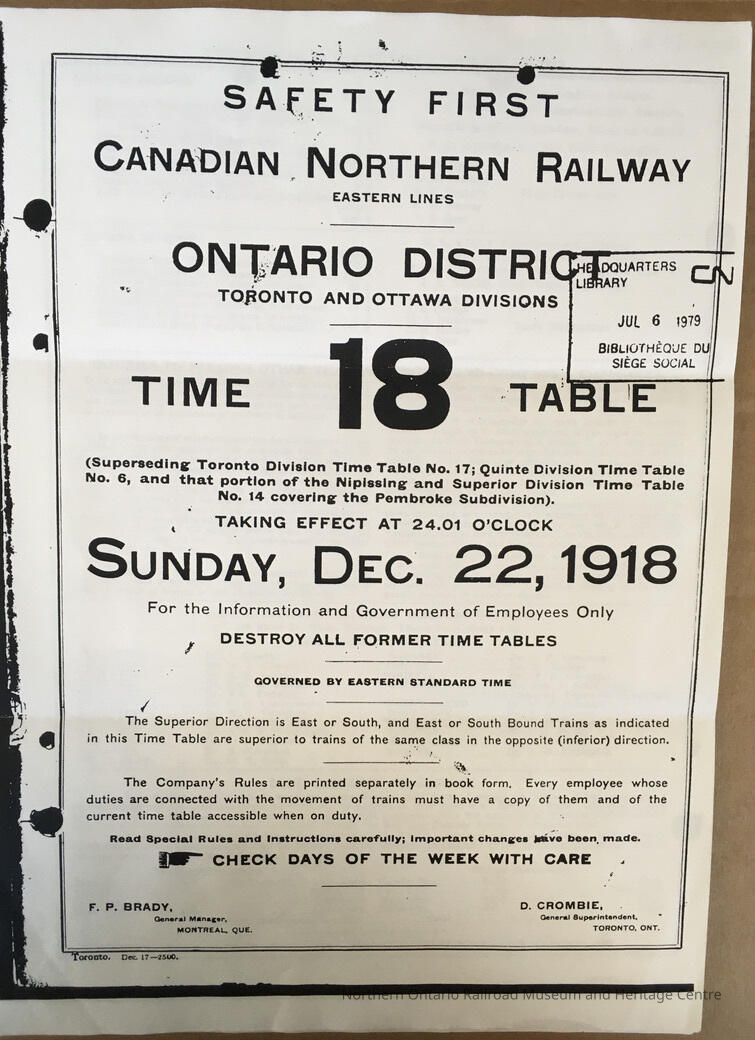 SAFETY FIRST
CANADIAN NORTHERN RAILWAY
EASTERN LINES
ONTARIO DISTRICT
TORONTO AND OTTAWA DIVISIONS
HEADQUARTERS
LIBRARY
CN
JUL 6 1979
BIBLIOTHÈQUE DU
SIÈGE SOCIAL
TIME 18 TABLE
(Superseding Toronto Division Time Table No. 17; Quinte Division Time Table
No. 6, and that portion of the Nipissing and Superior Division Time Table
No. 14 covering the Pembroke Subdivision).
TAKING EFFECT AT 24.01 O'CLOCK
SUNDAY, DEC. 22, 1918
For the Information and Government of Employees Only
DESTROY ALL FORMER TIME TABLES
GOVERNED BY EASTERN STANDARD TIME
The Superior Direction is East or South, and East or South Bound Trains as indicated
in this Time Table are superior to trains of the same class in the opposite (inferior) direction.
The Company's Rules are printed separately in book form. Every employee whose
duties are connected with the movement of trains must have a copy of them and of the
current time table accessible when on duty.
Read Special Rules and Instructions carefully; important changes have been made.
CHECK DAYS OF THE WEEK WITH CARE
F. P. BRADY,
General Manager,
MONTREAL, QUE.
D. CROMBIE,
General Superintendent,
TORONTO, ONT.
Toronto. Dec. 17—2500.
Northern Ontario Railroad Museum and Heritage Centre